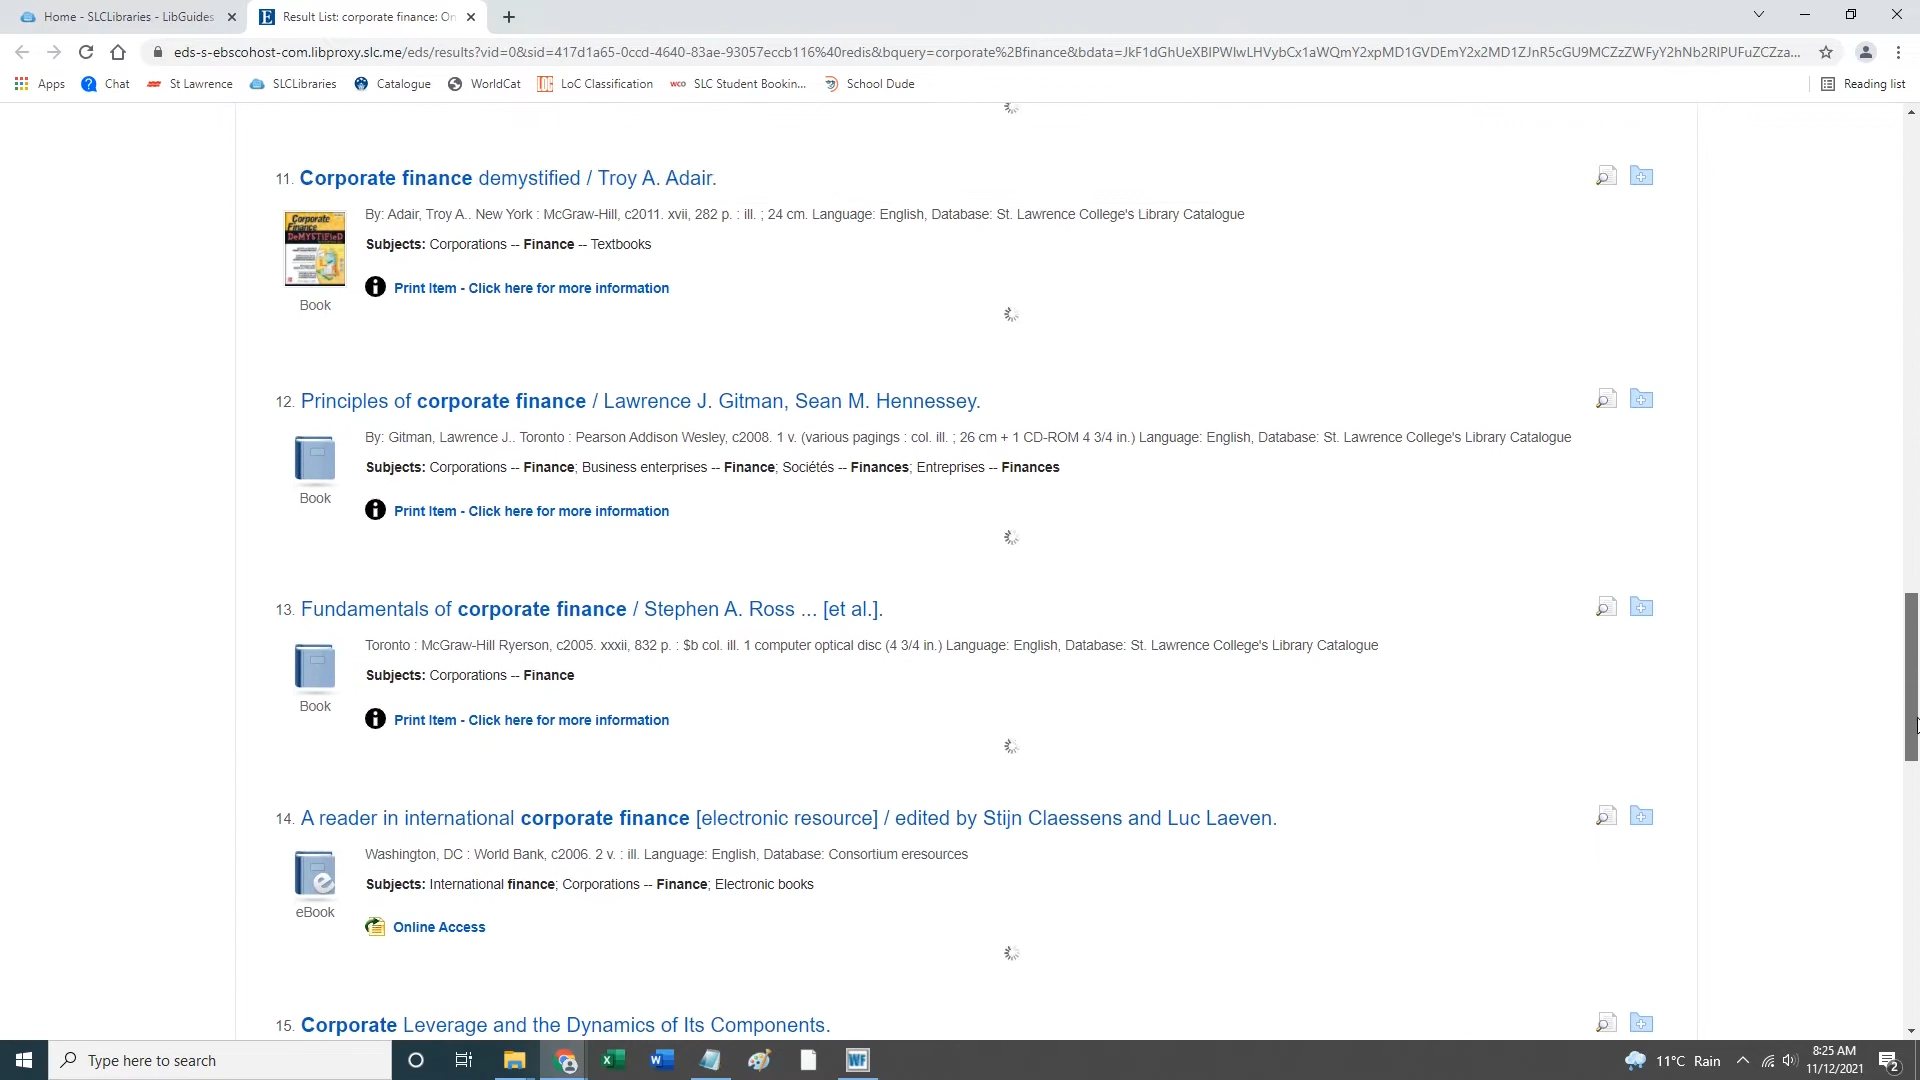 Home - SLCLibraries - LibGuides
Result List: corporate finance: On
eds-s-ebscohost-com.libproxy.slc.me/eds/results?vid=0&sid=417d1a65-0ccd-4640-83ae-93057eccb116%40redis&bquery=corporate%2Bfinance&bdata=JkF1dGhUeXBlPWlwLHVybCx1aWQmY2xpMD1GVDEmY2x2MD1ZJnR5cGU9MCZzZWFyY2hNb2RlPUFuZCZza...
Apps
Chat
St Lawrence
SLCLibraries
Catalogue
WorldCat
LoC Classification
SLC Student Bookin...
School Dude
Reading list
11. Corporate finance demystified / Troy A. Adair.
By: Adair, Troy A.. New York : McGraw-Hill, c2011. xvii, 282 p. : ill. ; 24 cm. Language: English, Database: St. Lawrence College's Library Catalogue
Corporate
Finance
DeMYSTiFieD
Subjects: Corporations -- Finance -- Textbooks
Print Item - Click here for more information
Book
12. Principles of corporate finance / Lawrence J. Gitman, Sean M. Hennessey.
By: Gitman, Lawrence J.. Toronto : Pearson Addison Wesley, c2008. 1 v. (various pagings : col. ill. ; 26 cm + 1 CD-ROM 4 3/4 in.) Language: English, Database: St. Lawrence College's Library Catalogue
Subjects: Corporations -- Finance; Business enterprises -- Finance; Sociétés -- Finances; Entreprises -- Finances
Book
Print Item - Click here for more information
13. Fundamentals of corporate finance / Stephen A. Ross ... [et al.].
Toronto : McGraw-Hill Ryerson, c2005. xxxii, 832 p. : $b col. ill. 1 computer optical disc (4 3/4 in.) Language: English, Database: St. Lawrence College's Library Catalogue
Subjects: Corporations -- Finance
Book
Print Item - Click here for more information
14. A reader in international corporate finance [electronic resource] / edited by Stijn Claessens and Luc Laeven.
Washington, DC : World Bank, c2006. 2 v. : ill. Language: English, Database: Consortium eresources
Subjects: International finance; Corporations -- Finance; Electronic books
eBook
Online Access
15. Corporate Leverage and the Dynamics of Its Components.
Type here to search
WF
11°C Rain
8:25 AM
11/12/2021
2